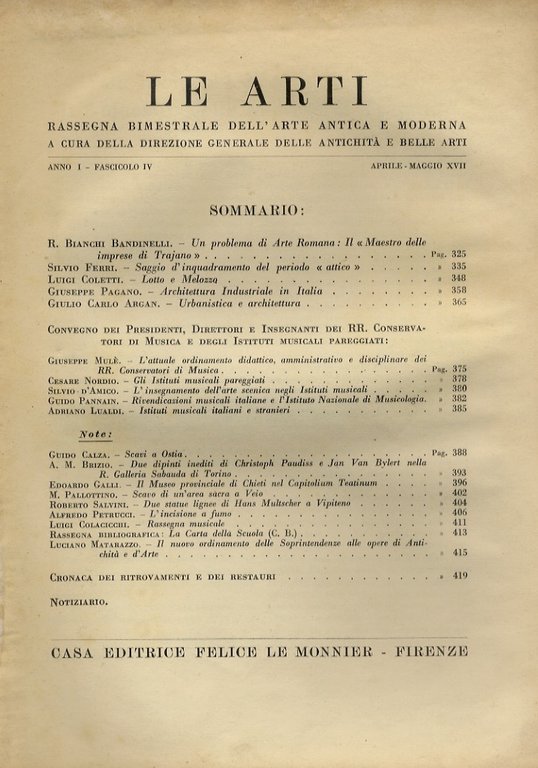 LE ARTI
RASSEGNA BIMESTRALE DELL'ARTE ANTICA E MODERNA
A CURA DELLA DIREZIONE GENERALE DELLE ANTICHITÀ E BELLE ARTI
ANNO I - FASCICOLO IV APRILE - MAGGIO XVII
SOMMARIO:
R. BIANCHI BANDINELLI. - Un problema di Arte Romana: Il « Maestro delle
imprese di Trajano » . . . . . . . . . . . . . . . . . . Pag. 325
SILVIO FERRI. - Saggio d'inquadramento del periodo « attico » . . . . . » 335
LUIGI COLETTI. - Lotto e Melozzo . . . . . . . . . . . . . . . . » 348
GIUSEPPE PAGANO. - Architettura Industriale in Italia . . . . . . . . » 358
GIULIO CARLO ARGAN. - Urbanistica e architettura . . . . . . . . . . » 365
CONVEGNO DEI PRESIDENTI, DIRETTORI E INSEGNANTI DEI RR. CONSERVA-
TORI DI MUSICA E DEGLI ISTITUTI MUSICALI PAREGGIATI:
GIUSEPPE MULÈ. - L'attuale ordinamento didattico, amministrativo e disciplinare dei
RR. Conservatori di Musica . . . . . . . . . . . . . . . . Pag. 375
CESARE NORDIO. - Gli Istituti musicali pareggiati . . . . . . . . . . » 378
SILVIO D'AMICO. - L'insegnamento dell'arte scenica negli Istituti musicali . . . . » 380
GUIDO PANNAIN. - Rivendicazioni musicali italiane e l'Istituto Nazionale di Musicologia. » 382
ADRIANO LUALDI. - Istituti musicali italiani e stranieri . . . . . . . . » 385
Note:
GUIDO CALZA. - Scavi a Ostia . . . . . . . . . . . . . . . . . Pag. 388
A. M. BRIZIO. - Due dipinti inediti di Christoph Paudiss e Jan Van Bylert nella
R. Galleria Sabauda di Torino . . . . . . . . . . . . . . . » 393
EDOARDO GALLI. - Il Museo provinciale di Chieti nel Capitolium Teatinum . . . . » 396
M. PALLOTTINO. - Scavo di un'area sacra a Veio . . . . . . . . . . . » 402
ROBERTO SALVINI. - Due statue lignee di Hans Multscher a Vipiteno . . . . . » 404
ALFREDO PETRUCCI. - L'incisione a fumo . . . . . . . . . . . . . . » 406
LUIGI COLACICCHI. - Rassegna musicale . . . . . . . . . . . . . . » 411
RASSEGNA BIBLIOGRAFICA: La Carta della Scuola (C. B.) . . . . . . . . . » 413
LUCIANO MATARAZZO. - Il nuovo ordinamento delle Soprintendenze alle opere di Anti-
chità e d'Arte . . . . . . . . . . . . . . . . . . . . » 415
CRONACA DEI RITROVAMENTI E DEI RESTAURI . . . . . . . . . . . . . » 419
NOTIZIARIO.
CASA EDITRICE FELICE LE MONNIER - FIRENZE